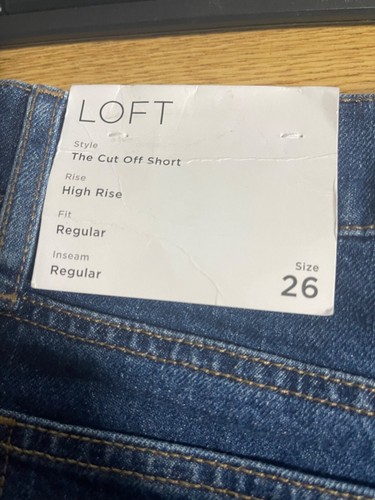 LOFT
Style
The Cut Off Short
Rise
High Rise
Fit
Regular
Inseam
Regular
Size
26